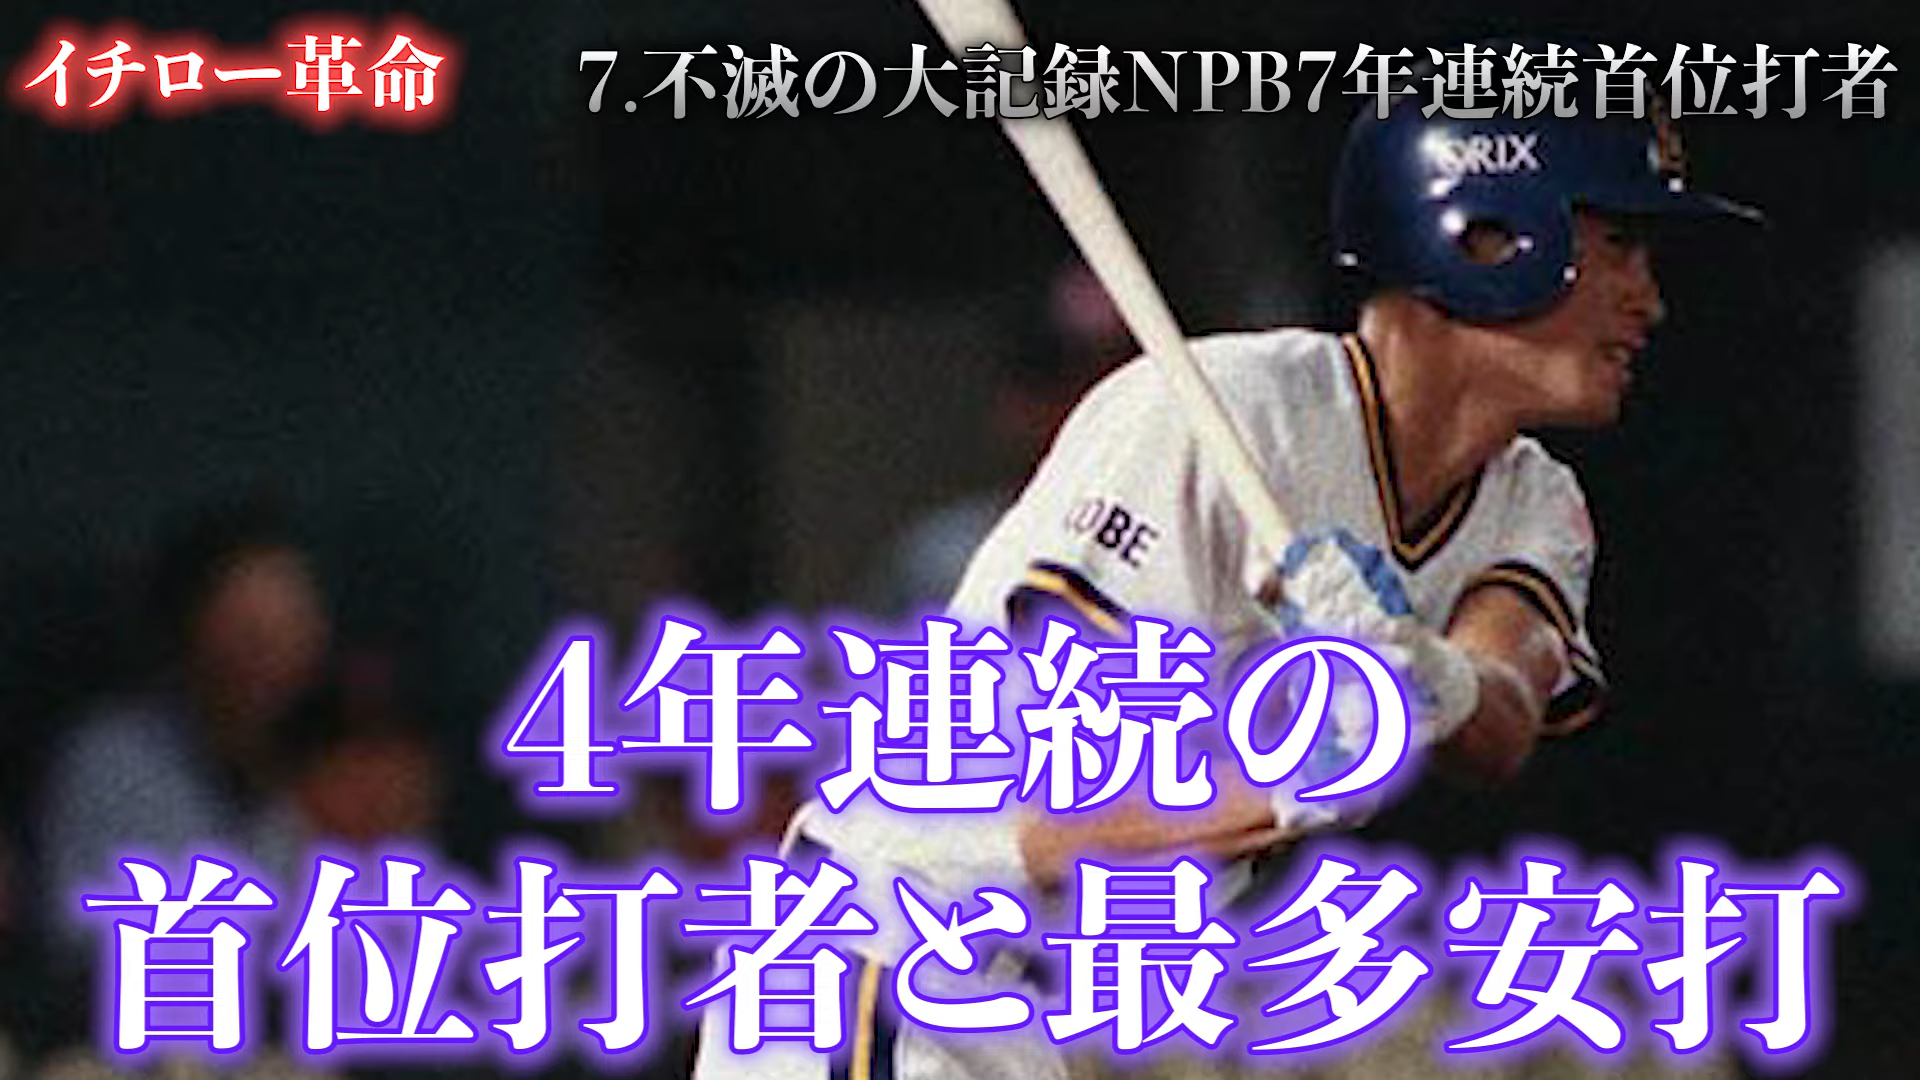 イチロー革命
7.不滅の大記録NPB7年連続首位打者
ORIX
OBE
4年連続の
首位打者と最多安打